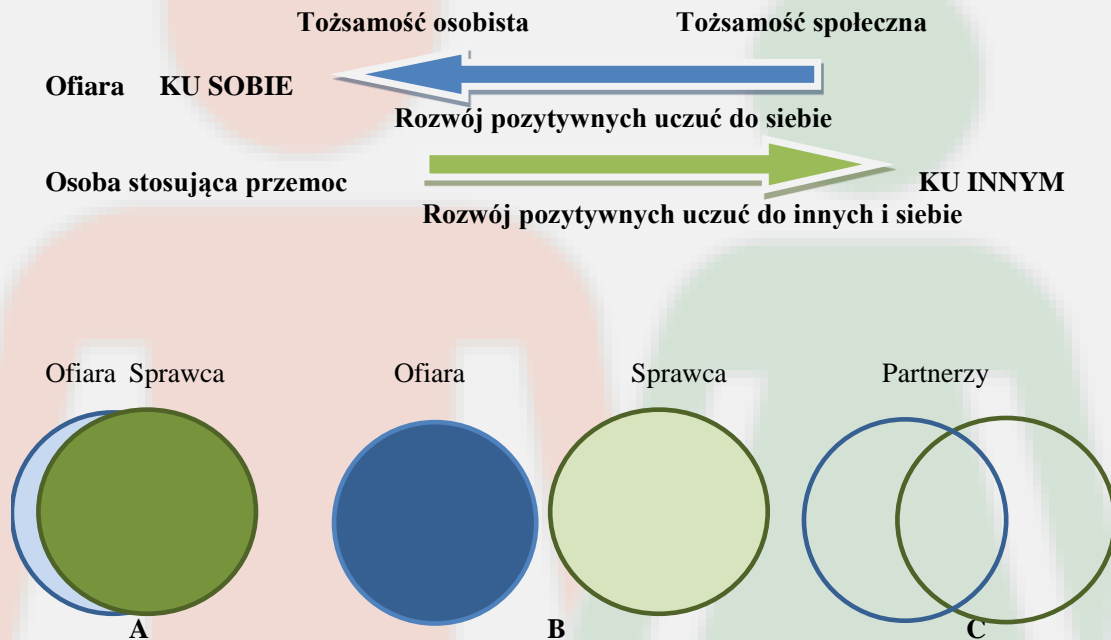 Tożsamość osobista Tożsamość społeczna
Ofiara KU SOBIE
Rozwój pozytywnych uczuć do siebie
Osoba stosująca przemoc KU INNYM
Rozwój pozytywnych uczuć do innych i siebie
Ofiara Sprawca Ofiara Sprawca Partnerzy
A B C